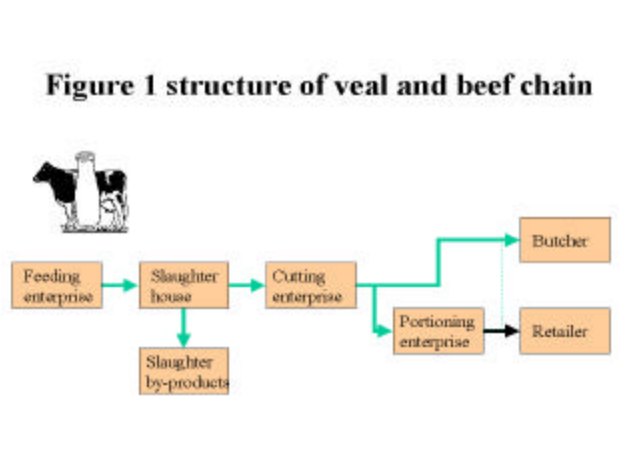 Figure 1 structure of veal and beef chain
Butcher
Feeding
enterprise
Slaughter
house
Cutting
enterprise
Portioning
enterprise
Retailer
Slaughter
by-products